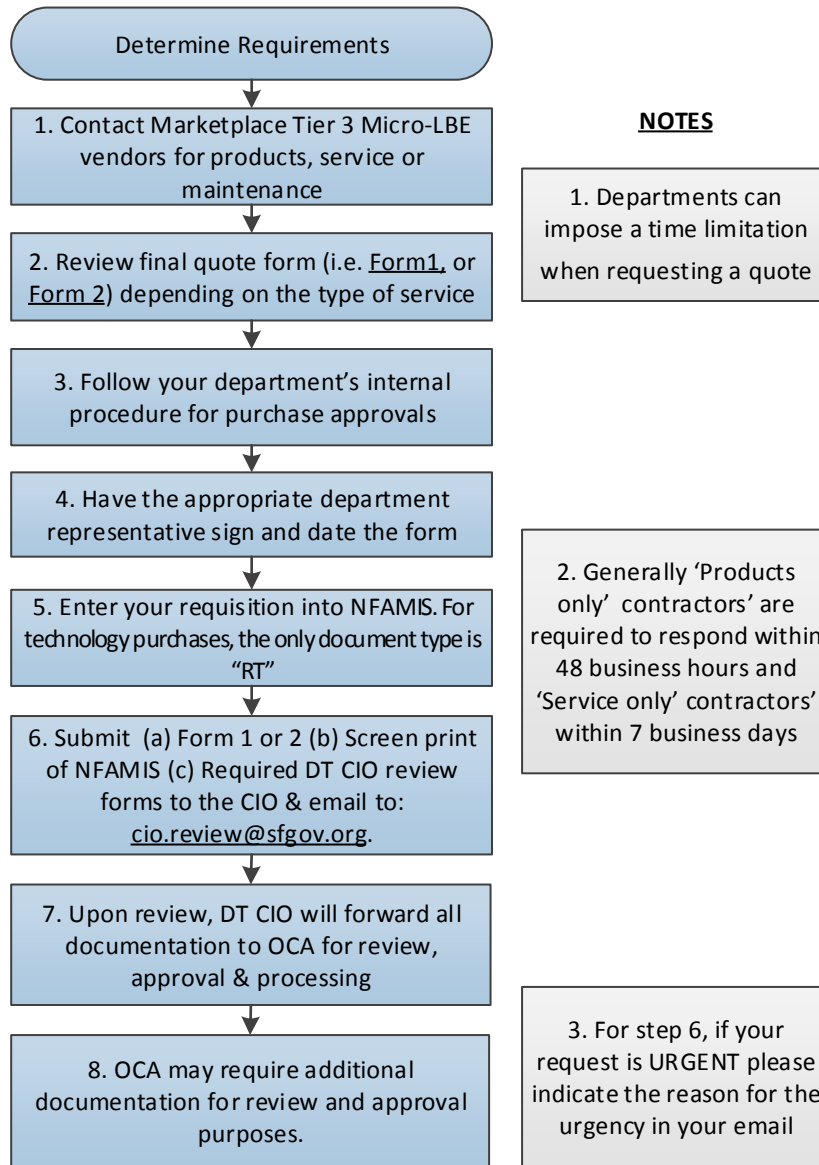 Determine Requirements
1. Contact Marketplace Tier 3 Micro-LBE
vendors for products, service or
maintenance
2. Review final quote form (i.e. Form1, or
Form 2) depending on the type of service
3. Follow your department’s internal
procedure for purchase approvals
4. Have the appropriate department
representative sign and date the form
5. Enter your requisition into NFAMIS. For
technology purchases, the only document type is
“RT”
6. Submit (a) Form 1 or 2 (b) Screen print
of NFAMIS (c) Required DT CIO review
forms to the CIO & email to:
cio.review@sfgov.org.
7. Upon review, DT CIO will forward all
documentation to OCA for review,
approval & processing
8. OCA may require additional
documentation for review and approval
purposes.
NOTES
1. Departments can
impose a time limitation
when requesting a quote
2. Generally ‘Products
only’ contractors’ are
required to respond within
48 business hours and
‘Service only’ contractors’
within 7 business days
3. For step 6, if your
request is URGENT please
indicate the reason for the
urgency in your email